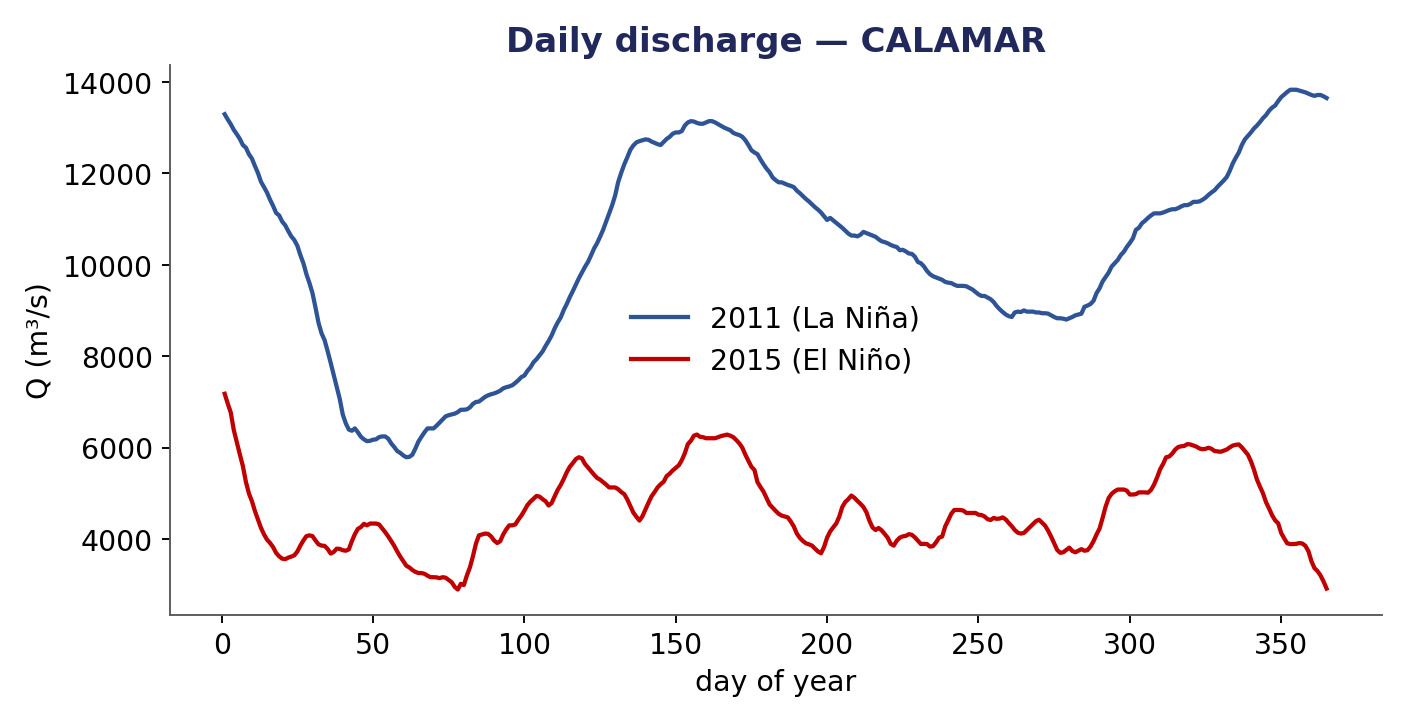 Daily discharge — CALAMAR
Q (m³/s)
14000
12000
10000
8000
6000
4000
2011 (La Niña)
2015 (El Niño)
0 50 100 150 200 250 300 350
day of year